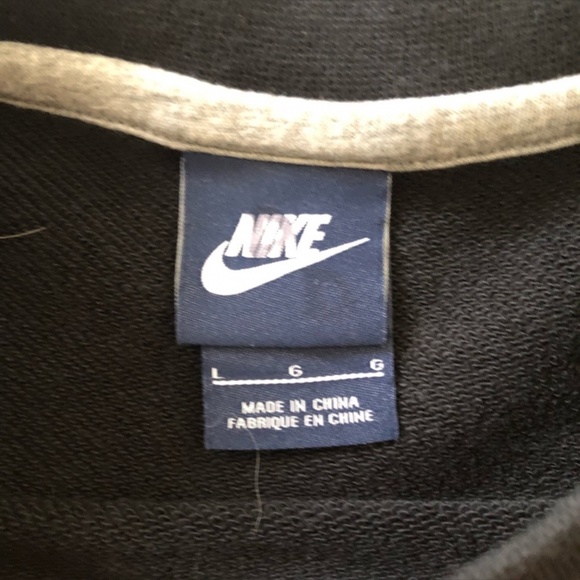 NIKE
L G G
MADE IN CHINA
FABRIQUE EN CHINE